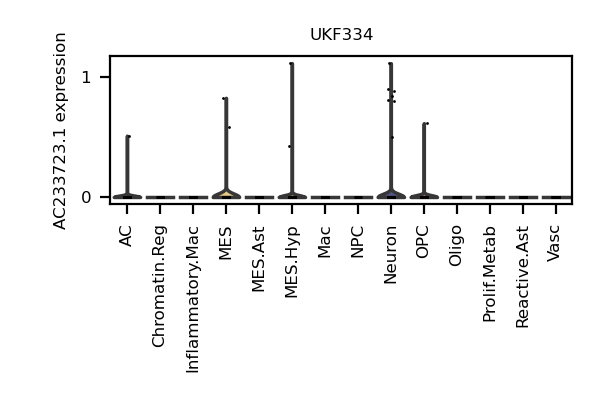 UKF334
AC233723.1 expression
1
0
AC
Chromatin.Reg
Inflammatory.Mac
MES
MES.Ast
MES.Hyp
Mac
NPC
Neuron
OPC
Oligo
Prolif.Metab
Reactive.Ast
Vasc